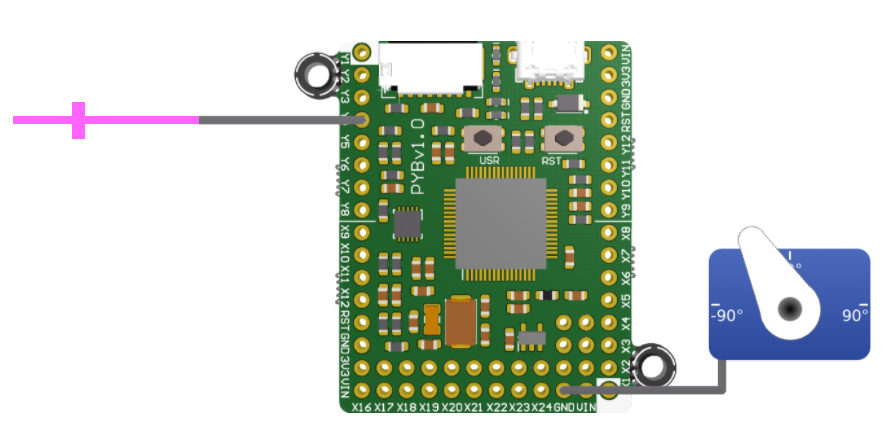 Y1
Y2
Y3
Y5
Y6
Y7
Y8
X9
X10
X11
X12
RST
GND
3V3
VIN
VIN
3V3
GND
RST
Y12
Y11
Y10
Y9
X8
X7
X6
X5
X4
X3
X2
X1
PYBv1.0
USR
RST
X16 X17 X18 X19 X20 X21 X22 X23 X24 GND VIN
-90°
90°